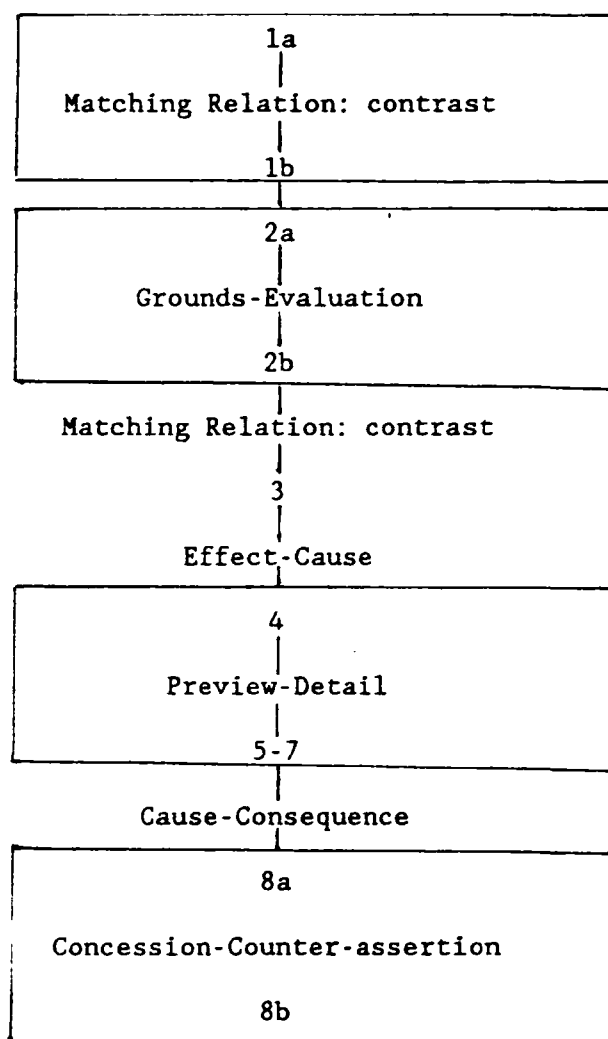 1a
Matching Relation: contrast
1b
2a
Grounds-Evaluation
2b
Matching Relation: contrast
3
Effect-Cause
4
Preview-Detail
5-7
Cause-Consequence
8a
Concession-Counter-assertion
8b